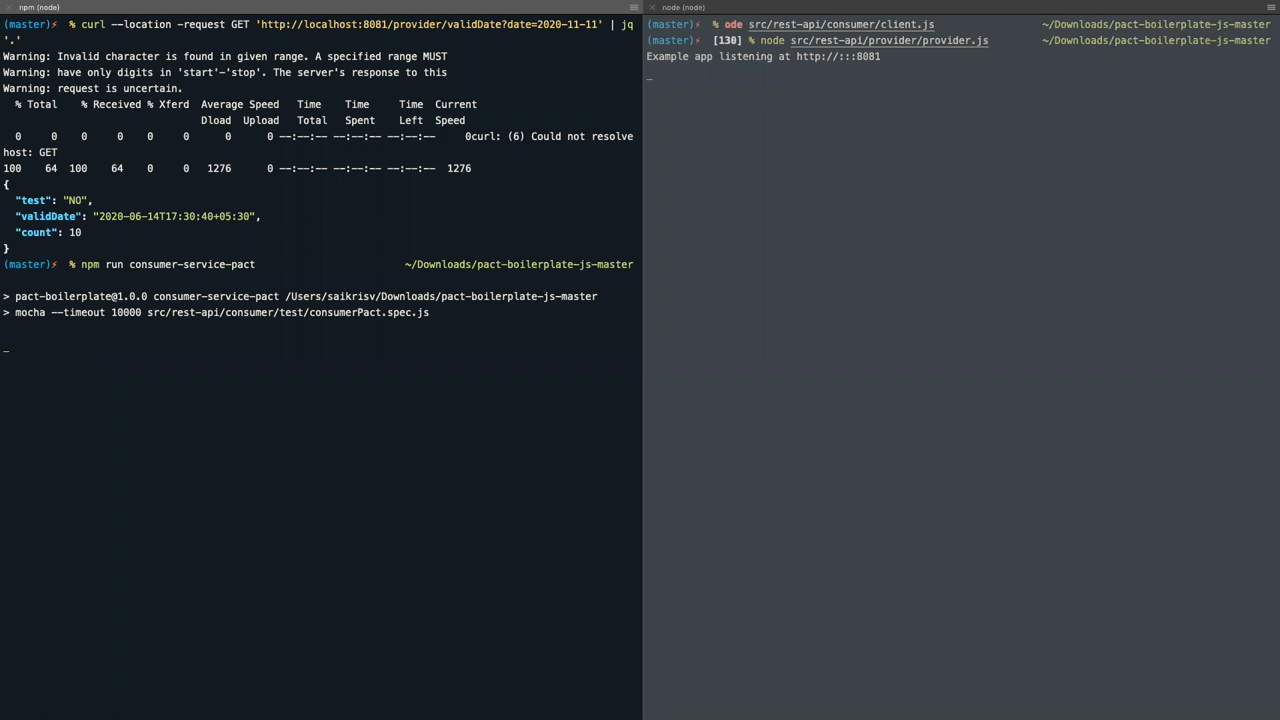 npm (node)
(master)⚡ % curl --location -request GET 'http://localhost:8081/provider/validDate?date=2020-11-11' | jq
'.'
Warning: Invalid character is found in given range. A specified range MUST
Warning: have only digits in 'start'-'stop'. The server's response to this
Warning: request is uncertain.
% Total % Received % Xferd Average Speed Time Time Time Current
Dload Upload Total Spent Left Speed
0 0 0 0 0 0 0 0 --:--:-- --:--:-- --:--:-- 0curl: (6) Could not resolve
host: GET
100 64 100 64 0 0 1276 0 --:--:-- --:--:-- --:--:-- 1276
{
"test": "NO",
"validDate": "2020-06-14T17:30:40+05:30",
"count": 10
}
(master)⚡ % npm run consumer-service-pact ~/Downloads/pact-boilerplate-js-master
> pact-boilerplate@1.0.0 consumer-service-pact /Users/saikrisv/Downloads/pact-boilerplate-js-master
> mocha --timeout 10000 src/rest-api/consumer/test/consumerPact.spec.js
node (node)
(master)⚡ % ode src/rest-api/consumer/client.js ~/Downloads/pact-boilerplate-js-master
(master)⚡ [130] % node src/rest-api/provider/provider.js ~/Downloads/pact-boilerplate-js-master
Example app listening at http://:::8081